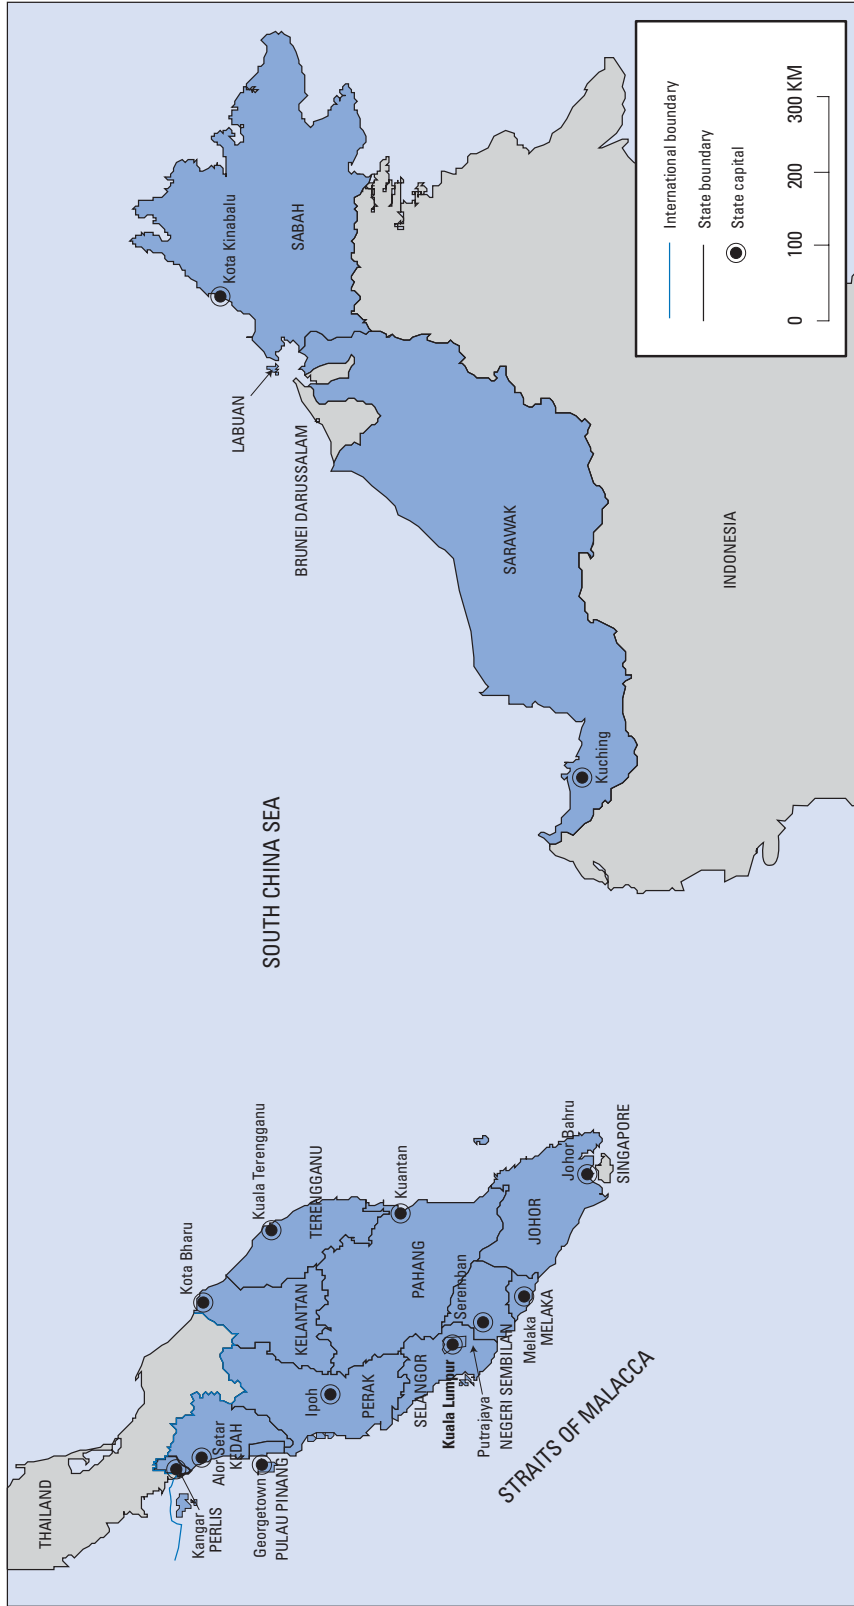 THAILAND
Kangar
PERLIS
Alor Setar
KEDAH
Georgetown
PULAU PINANG
Kota Bharu
Kuala Terengganu
TERENGGANU
KELANTAN
Ipoh
PERAK
Kuantan
PAHANG
SELANGOR
Kuala Lumpur
Putrajaya
Seremban
NEGERI SEMBILAN
Melaka
MELAKA
JOHOR
Johor Bahru
SINGAPORE
STRAITS OF MALACCA
SOUTH CHINA SEA
Kota Kinabalu
SABAH
LABUAN
BRUNEI DARUSSALAM
SARAWAK
Kuching
INDONESIA
International boundary
State boundary
State capital
0 100 200 300 KM